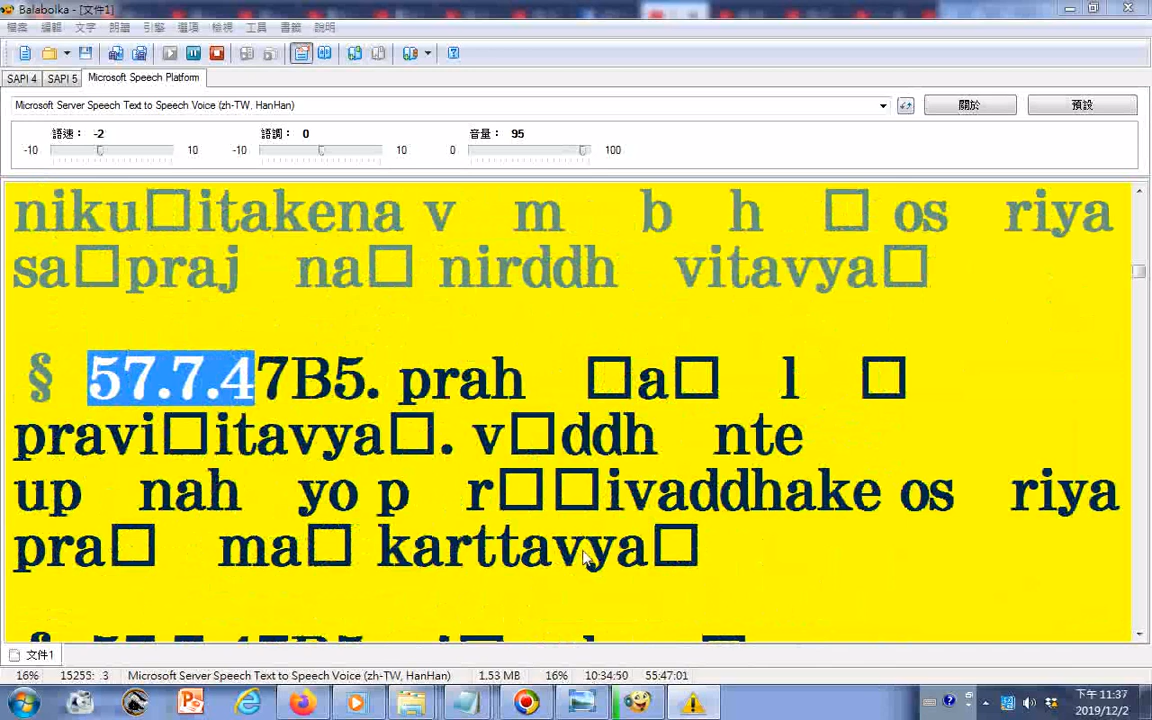 Balabolka - [文件1]
檔案 編輯 文字 朗讀 引擎 選項 檢視 工具 書籤 說明
SAPI 4 SAPI 5 Microsoft Speech Platform
Microsoft Server Speech Text to Speech Voice (zh-TW, HanHan) 關於 預設
語速： -2 語調： 0 音量： 95
-10 10 -10 10 0 100
niku□itakena v m b h □ os riya
sa□praj na□ nirddh vitavya□
§ 57.7.47B5. prah □a□ l □
pravi□itavya□. v□ddh nte
up nah yo p r□□ivaddhake os riya
pra□ ma□ karttavya□
§ 57.7.47B5.
文件1
16% 15255: 3 Microsoft Server Speech Text to Speech Voice (zh-TW, HanHan) 1.53 MB 16% 10:34:50 55:47:01
下午 11:37
2019/12/2